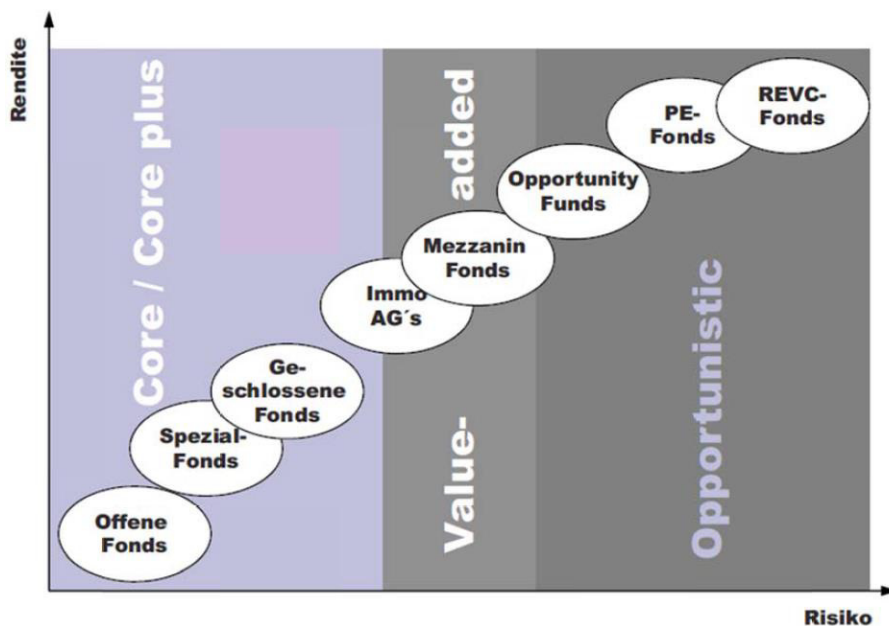 Rendite
Core / Core plus
Value-
added
Opportunistic
REVC-
Fonds
PE-
Fonds
Opportunity
Funds
Mezzanin
Fonds
Immo
AG´s
Ge-
schlossene
Fonds
Spezial-
Fonds
Offene
Fonds
Risiko